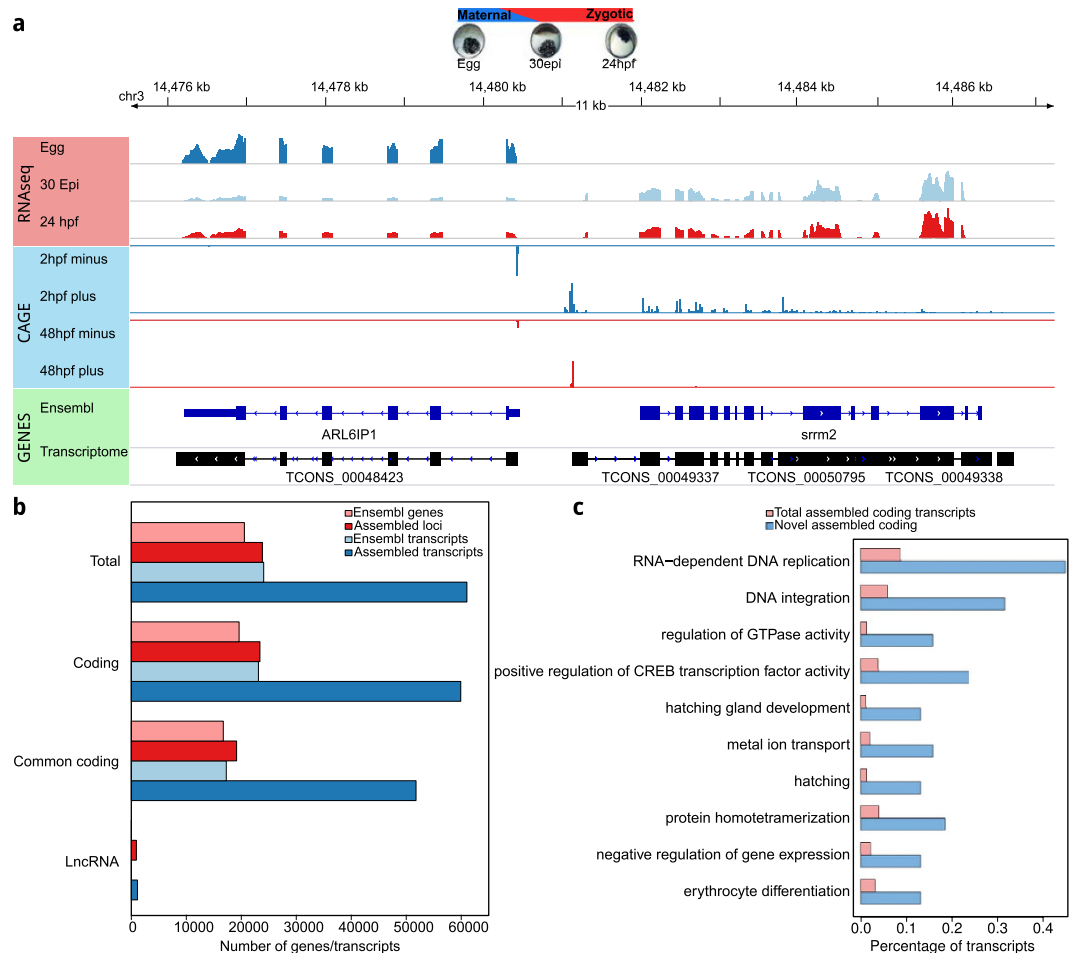 a
Maternal Zygotic
Egg 30epi 24hpf
chr3 14,476 kb 14,478 kb 14,480 kb 11 kb 14,482 kb 14,484 kb 14,486 kb
RNAseq
Egg
30 Epi
24 hpf
CAGE
2hpf minus
2hpf plus
48hpf minus
48hpf plus
GENES
Ensembl
ARL6IP1 srrm2
Transcriptome
TCONS_00048423 TCONS_00049337 TCONS_00050795 TCONS_00049338
b
Ensembl genes
Assembled loci
Ensembl transcripts
Assembled transcripts
Total
Coding
Common coding
LncRNA
0 10000 20000 30000 40000 50000 60000
Number of genes/transcripts
c
Total assembled coding transcripts
Novel assembled coding
RNA−dependent DNA replication
DNA integration
regulation of GTPase activity
positive regulation of CREB transcription factor activity
hatching gland development
metal ion transport
hatching
protein homotetramerization
negative regulation of gene expression
erythrocyte differentiation
0.0 0.1 0.2 0.3 0.4
Percentage of transcripts